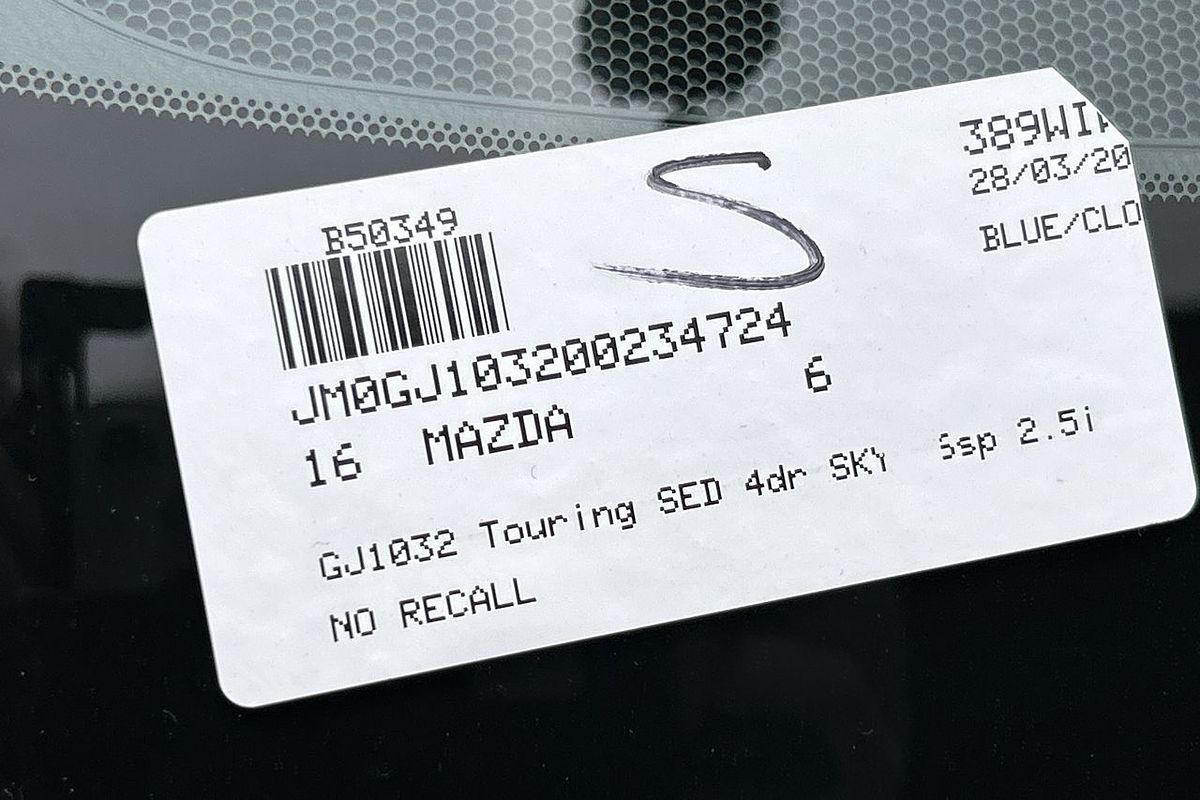 389WI
28/03/20
BLUE/CLO
B50349
S
JM0GJ103200234724
16 MAZDA 6
GJ1032 Touring SED 4dr SKY 6sp 2.5i
NO RECALL